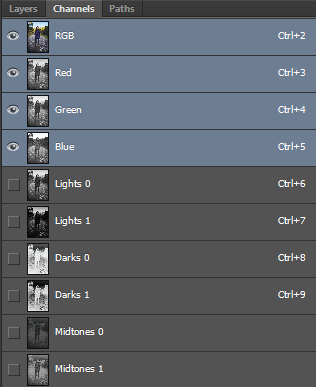 Layers Channels Paths
RGB Ctrl+2
Red Ctrl+3
Green Ctrl+4
Blue Ctrl+5
Lights 0 Ctrl+6
Lights 1 Ctrl+7
Darks 0 Ctrl+8
Darks 1 Ctrl+9
Midtones 0
Midtones 1